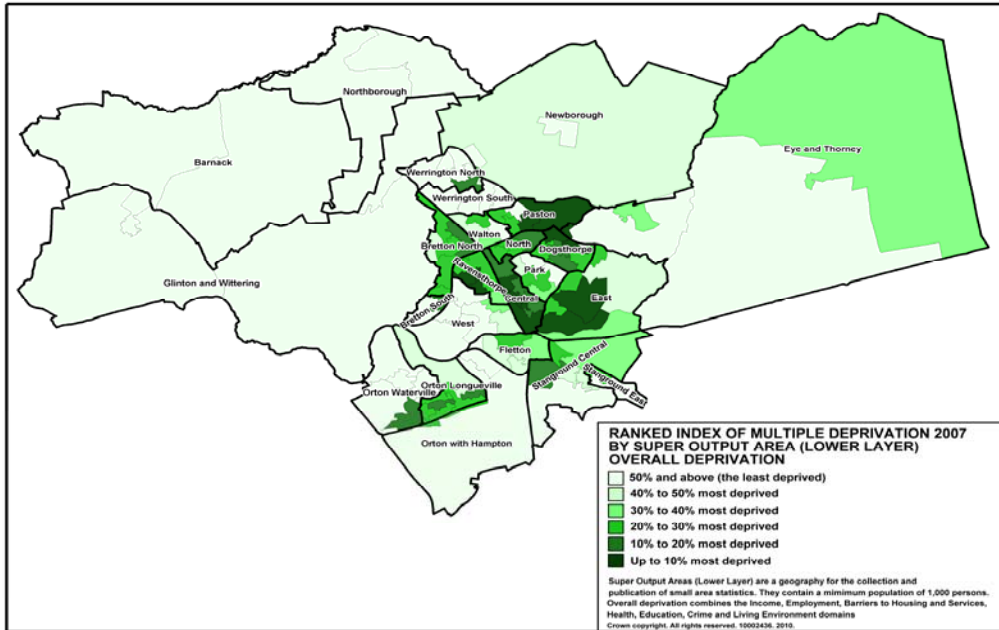 Northborough
Newborough
Barnack
Eye and Thorney
Werrington North
Werrington South
Paston
Walton
Bretton North
North
Dogsthorpe
Ravensthorpe
Park
Glinton and Wittering
Central
East
Bretton South
West
Fletton
Stanground Central
Stanground East
Orton Waterville
Orton Longueville
Orton with Hampton
RANKED INDEX OF MULTIPLE DEPRIVATION 2007
BY SUPER OUTPUT AREA (LOWER LAYER)
OVERALL DEPRIVATION
50% and above (the least deprived)
40% to 50% most deprived
30% to 40% most deprived
20% to 30% most deprived
10% to 20% most deprived
Up to 10% most deprived
Super Output Areas (Lower Layer) are a geography for the collection and
publication of small area statistics. They contain a mimimum population of 1,000 persons.
Overall deprivation combines the Income, Employment, Barriers to Housing and Services,
Health, Education, Crime and Living Environment domains
Crown copyright. All rights reserved. 10002436. 2010.